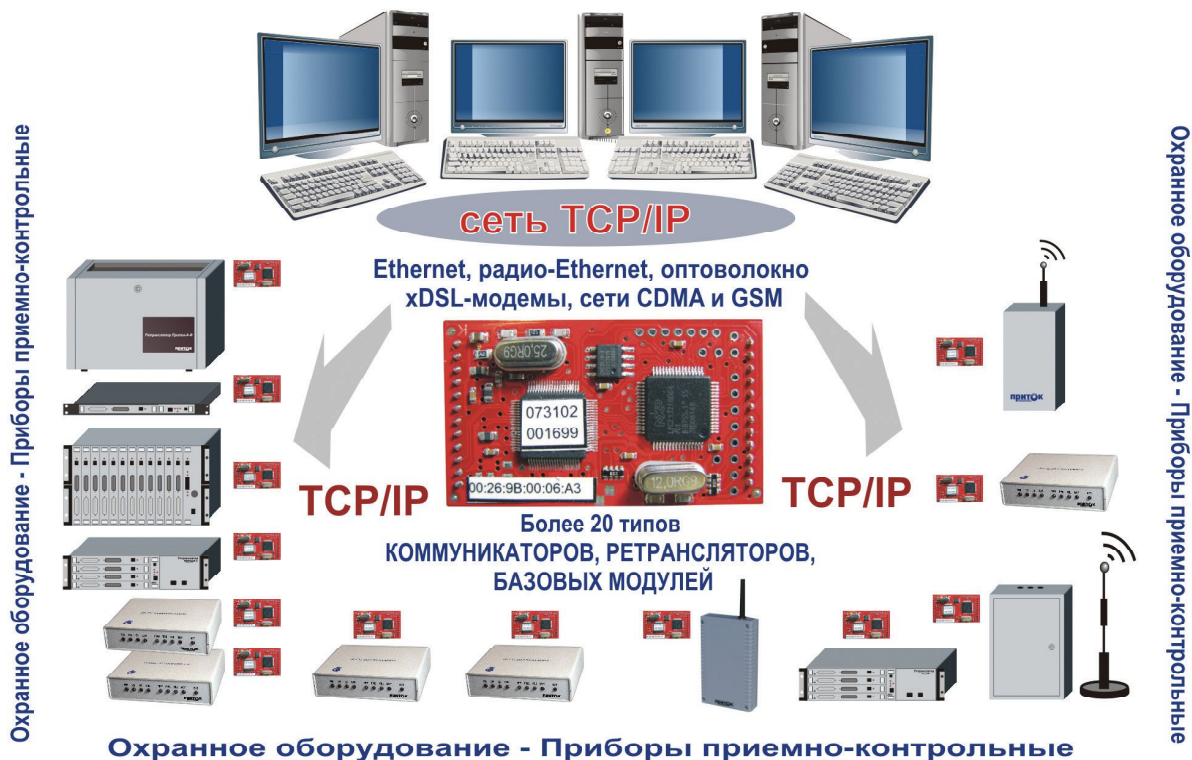 сеть TCP/IP
Ethernet, радио-Ethernet, оптоволокно
xDSL-модемы, сети CDMA и GSM
Охранное оборудование - Приборы приемно-контрольные
Охранное оборудование - Приборы приемно-контрольные
ПРИТОК
25,0RG9
073102
001699
12,0RG9
00:26:9B:00:06:A3
TCP/IP
TCP/IP
Более 20 типов
КОММУНИКАТОРОВ, РЕТРАНСЛЯТОРОВ,
БАЗОВЫХ МОДУЛЕЙ
Охранное оборудование - Приборы приемно-контрольные